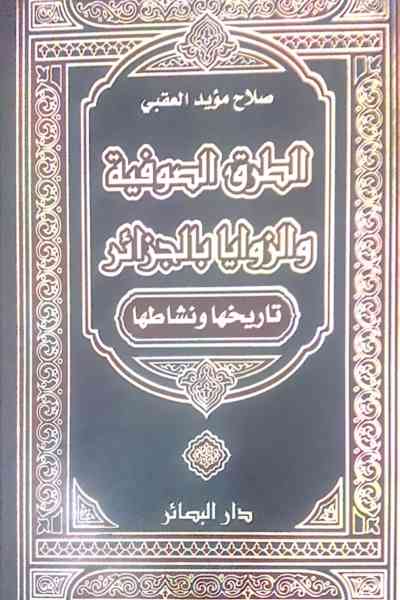 صلاح مؤيد العقبي
الطرق الصوفية
والزوايا بالجزائر
تاريخها ونشاطها
دار البصائر